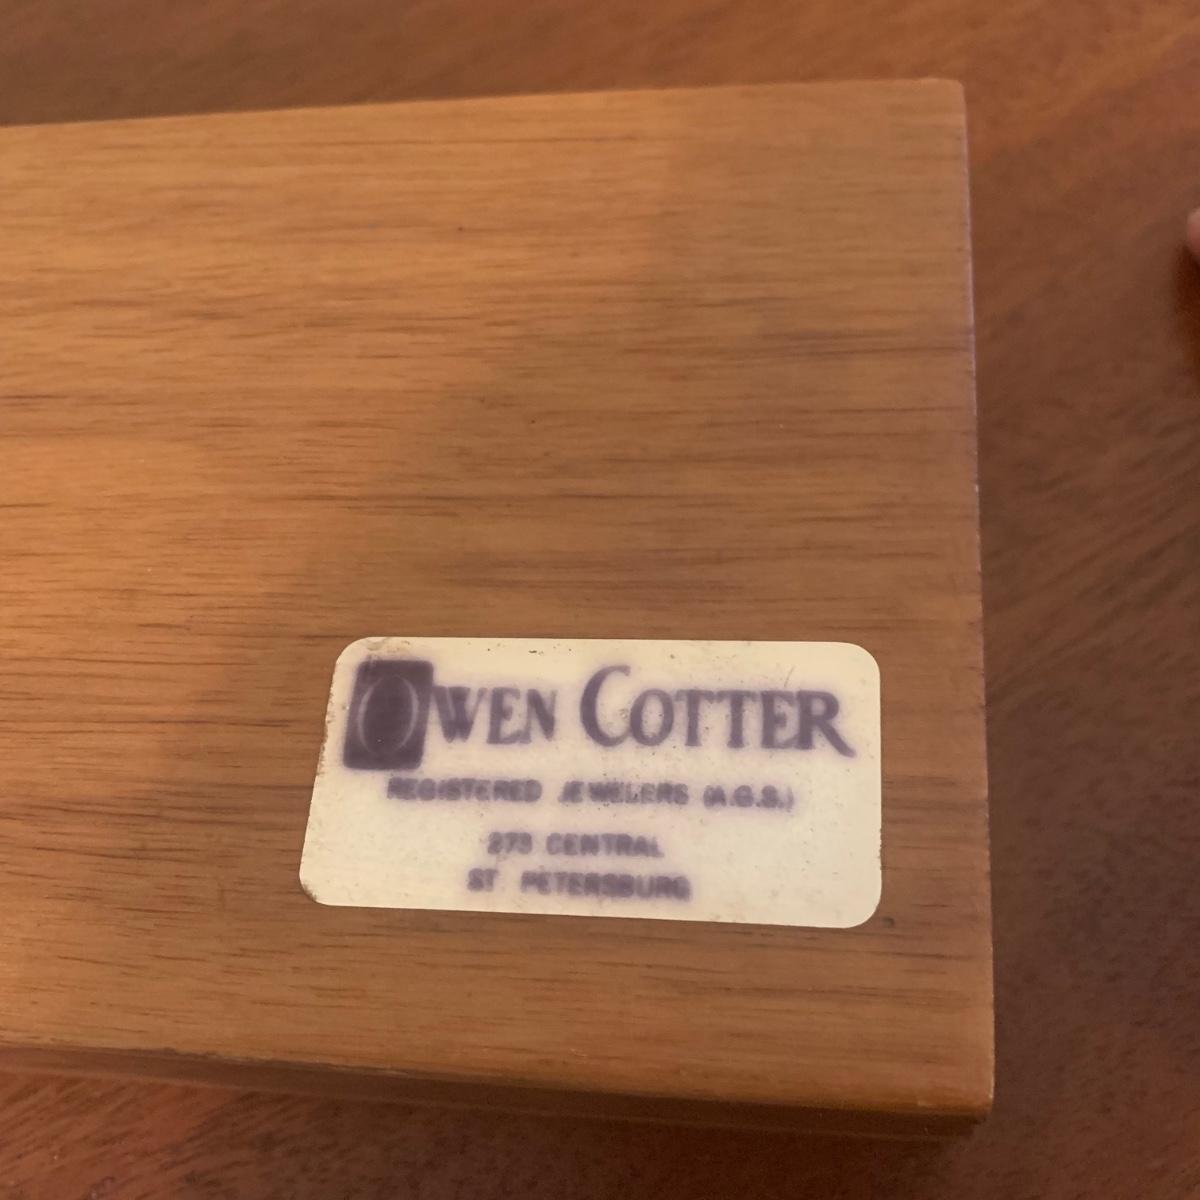 OWEN COTTER
REGISTERED JEWELERS (A.G.S.)
273 CENTRAL
ST PETERSBURG